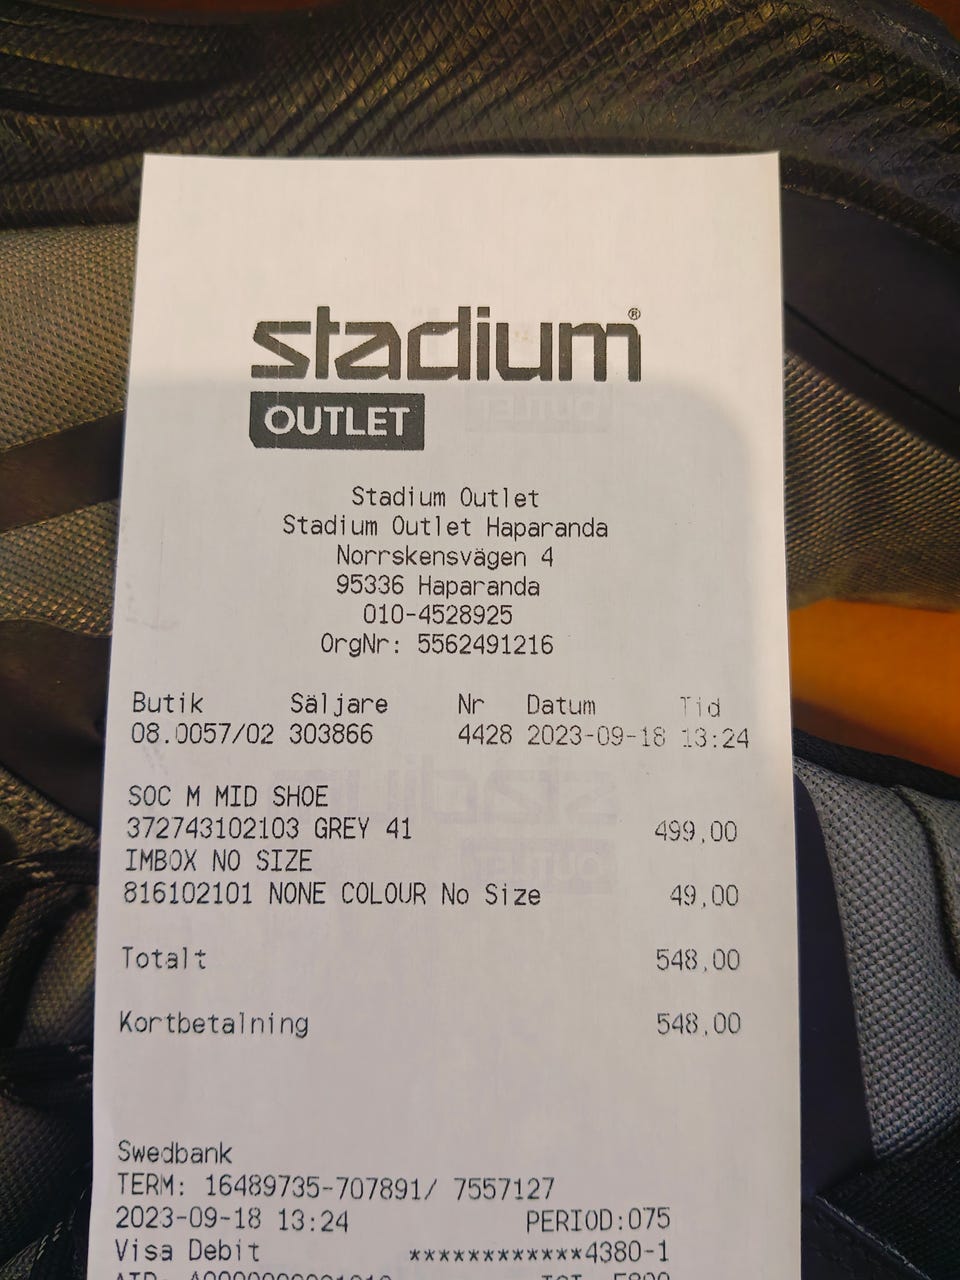 stadium®
OUTLET
Stadium Outlet
Stadium Outlet Haparanda
Norrskensvägen 4
95336 Haparanda
010-4528925
OrgNr: 5562491216
Butik Säljare Nr Datum Tid
08.0057/02 303866 4428 2023-09-18 13:24
SOC M MID SHOE
372743102103 GREY 41 499,00
IMBOX NO SIZE
816102101 NONE COLOUR No Size 49,00
Totalt 548,00
Kortbetalning 548,00
Swedbank
TERM: 16489735-707891/ 7557127
2023-09-18 13:24 PERIOD:075
Visa Debit ************4380-1